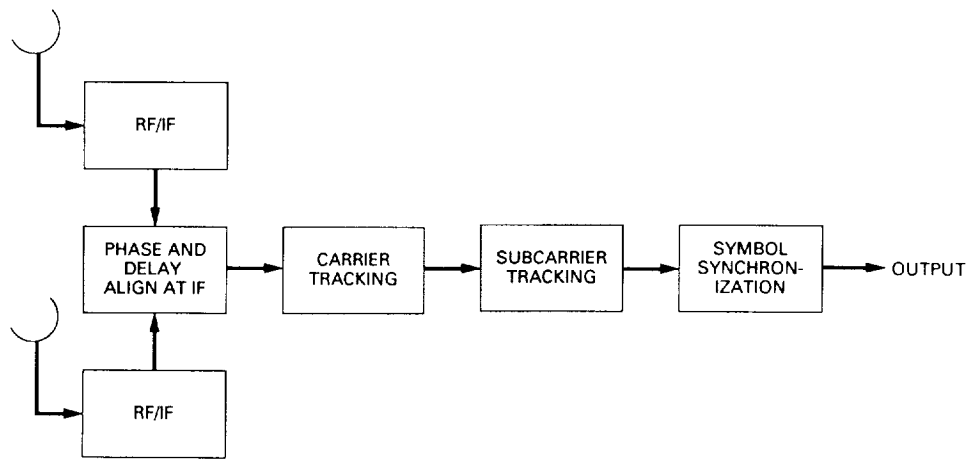 RF/IF
PHASE AND
DELAY
ALIGN AT IF
CARRIER
TRACKING
SUBCARRIER
TRACKING
SYMBOL
SYNCHRON-
IZATION
OUTPUT
RF/IF